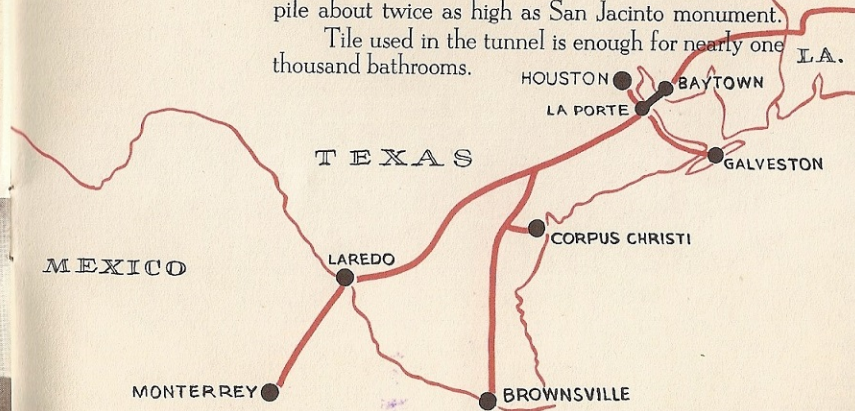 pile about twice as high as San Jacinto monument.
Tile used in the tunnel is enough for nearly one
thousand bathrooms.
LA.
HOUSTON
BAYTOWN
LA PORTE
TEXAS
GALVESTON
CORPUS CHRISTI
LAREDO
MEXICO
MONTERREY
BROWNSVILLE